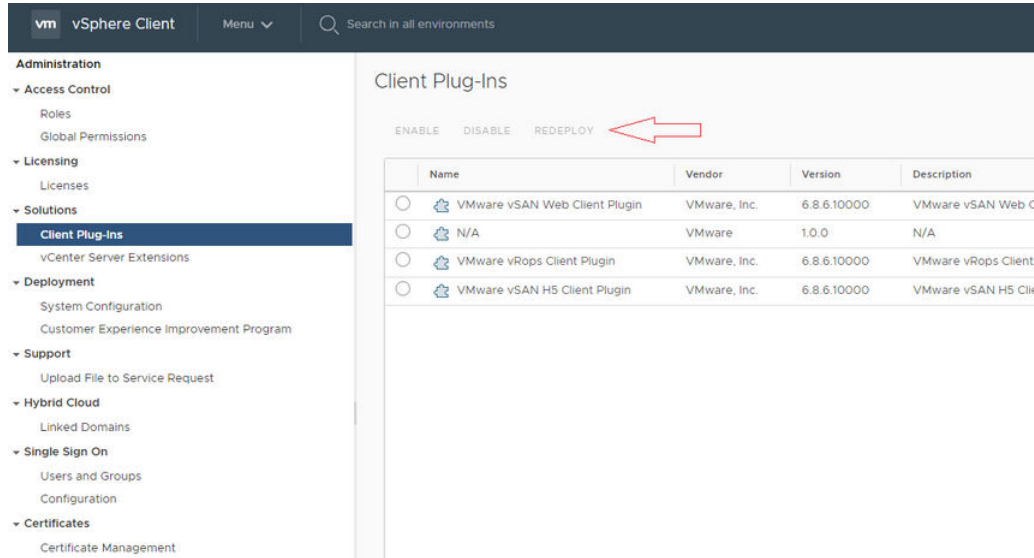 vm vSphere Client Menu Search in all environments
Administration
Access Control
Roles
Global Permissions
Licensing
Licenses
Solutions
Client Plug-Ins
vCenter Server Extensions
Deployment
System Configuration
Customer Experience Improvement Program
Support
Upload File to Service Request
Hybrid Cloud
Linked Domains
Single Sign On
Users and Groups
Configuration
Certificates
Certificate Management
Client Plug-Ins
ENABLE DISABLE REDEPLOY
Name Vendor Version Description
VMware vSAN Web Client Plugin VMware, Inc. 6.8.6.10000 VMware vSAN Web
N/A VMware 1.0.0 N/A
VMware vRops Client Plugin VMware, Inc. 6.8.6.10000 VMware vRops Client
VMware vSAN H5 Client Plugin VMware, Inc. 6.8.6.10000 VMware vSAN H5